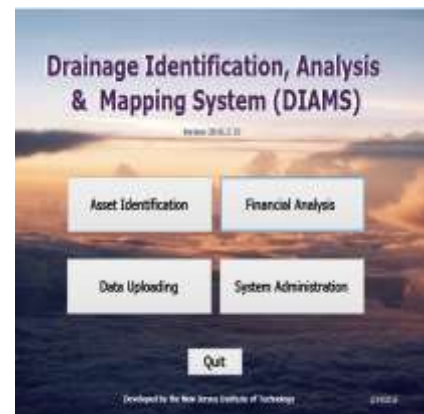 Drainage Identification, Analysis
& Mapping System (DIAMS)
Version
Asset Identification
Financial Analysis
Data Uploading
System Administration
Quit
Developed by the New Jersey Institute of Technology